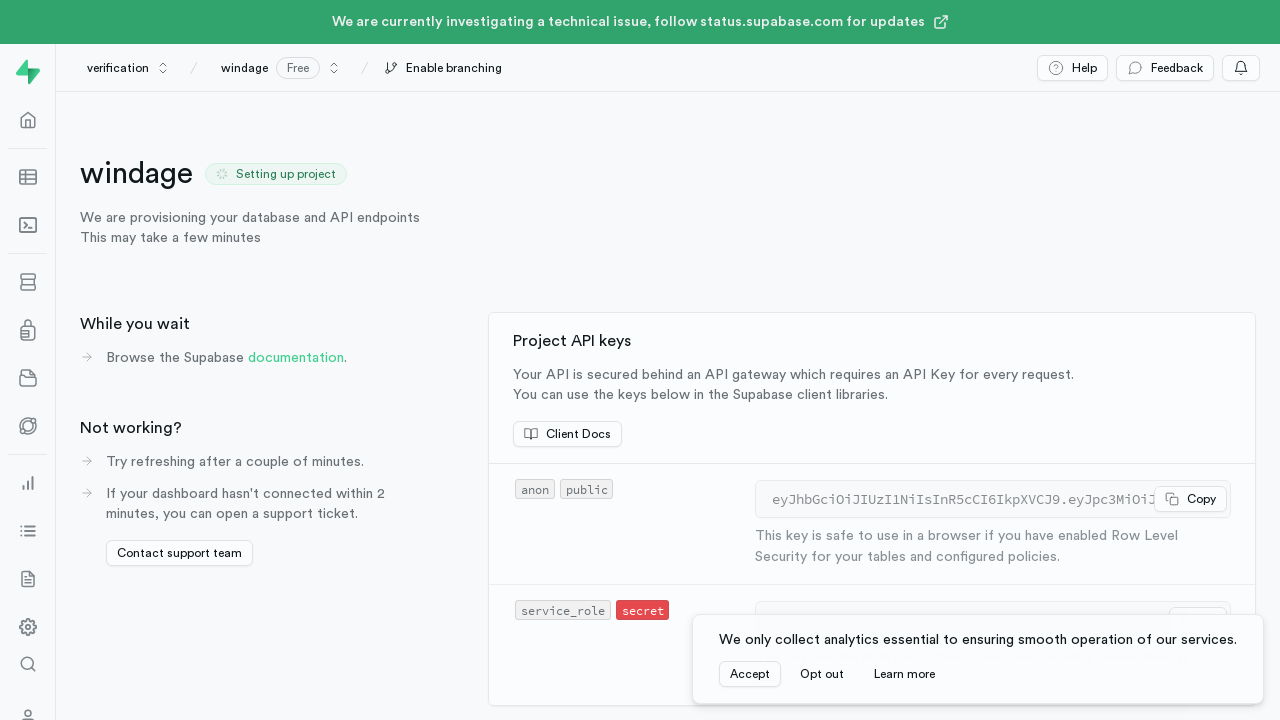 We are currently investigating a technical issue, follow status.supabase.com for updates
verification / windage Free / Enable branching
Help
Feedback
windage Setting up project
We are provisioning your database and API endpoints
This may take a few minutes
While you wait
Browse the Supabase documentation.
Not working?
Try refreshing after a couple of minutes.
If your dashboard hasn't connected within 2
minutes, you can open a support ticket.
Contact support team
Project API keys
Your API is secured behind an API gateway which requires an API Key for every request.
You can use the keys below in the Supabase client libraries.
Client Docs
anon public
eyJhbGciOiJIUzI1NiIsInR5cCI6IkpXVCJ9.eyJpc3MiOiJ
Copy
This key is safe to use in a browser if you have enabled Row Level
Security for your tables and configured policies.
service_role secret
We only collect analytics essential to ensuring smooth operation of our services.
Accept
Opt out
Learn more